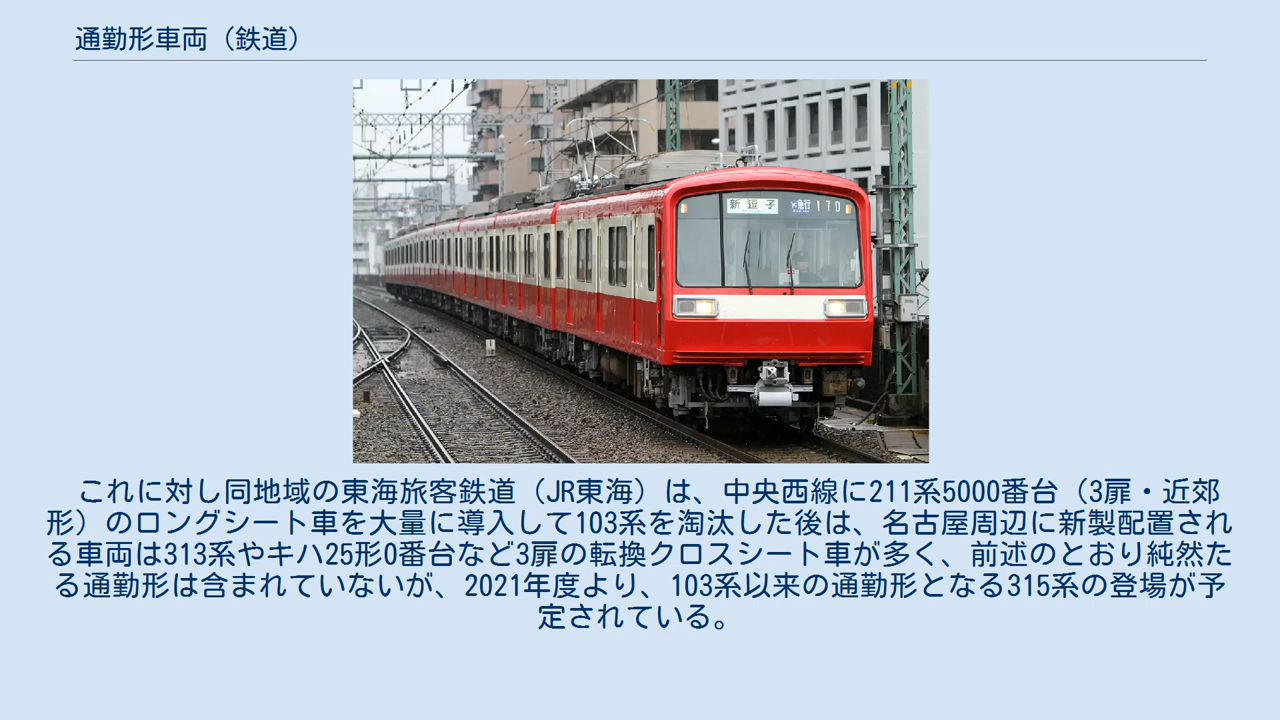 通勤形車両（鉄道）
新逗子
急行
170
これに対し同地域の東海旅客鉄道（JR東海）は、中央西線に211系5000番台（3扉・近郊
形）のロングシート車を大量に導入して103系を淘汰した後は、名古屋周辺に新製配置され
る車両は313系やキハ25形0番台など3扉の転換クロスシート車が多く、前述のとおり純然た
る通勤形は含まれていないが、2021年度より、103系以来の通勤形となる315系の登場が予
定されている。